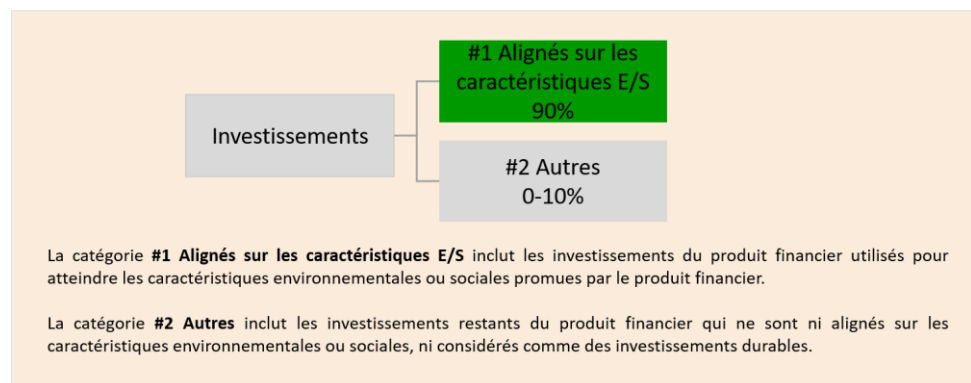 #1 Alignés sur les
caractéristiques E/S
90%
Investissements
#2 Autres
0-10%
La catégorie #1 Alignés sur les caractéristiques E/S inclut les investissements du produit financier utilisés pour
atteindre les caractéristiques environnementales ou sociales promues par le produit financier.
La catégorie #2 Autres inclut les investissements restants du produit financier qui ne sont ni alignés sur les
caractéristiques environnementales ou sociales, ni considérés comme des investissements durables.